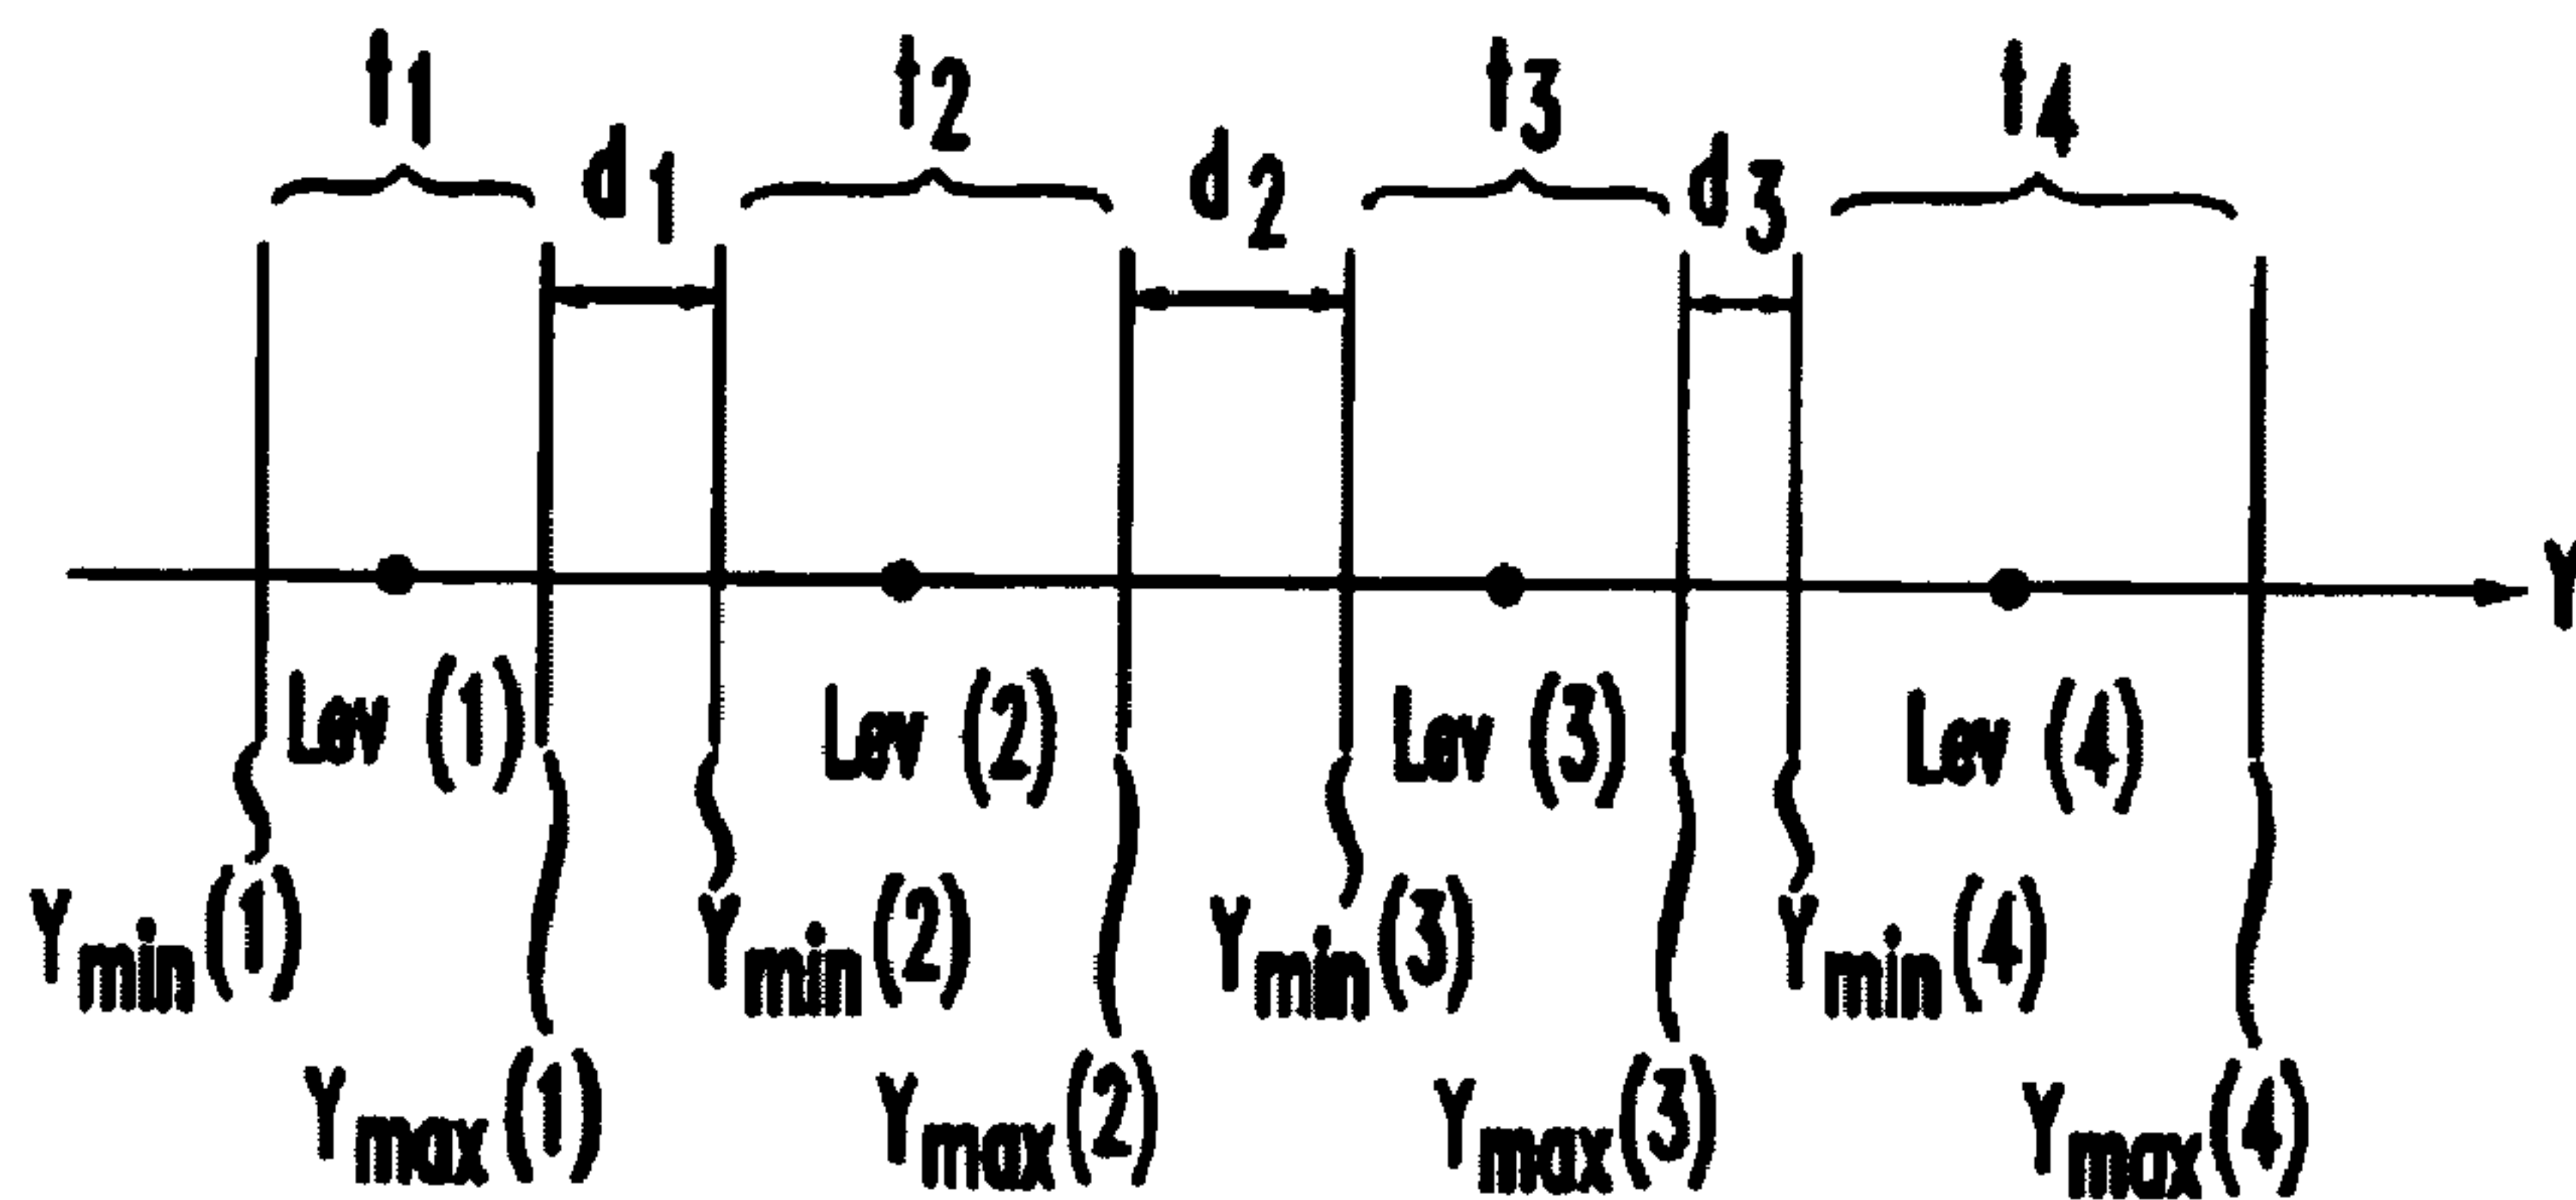 t1 t2 t3 t4
d1 d2 d3
Y
Lev (1) Lev (2) Lev (3) Lev (4)
Ymin(1) Ymin(2) Ymin(3) Ymin(4)
Ymax(1) Ymax(2) Ymax(3) Ymax(4)